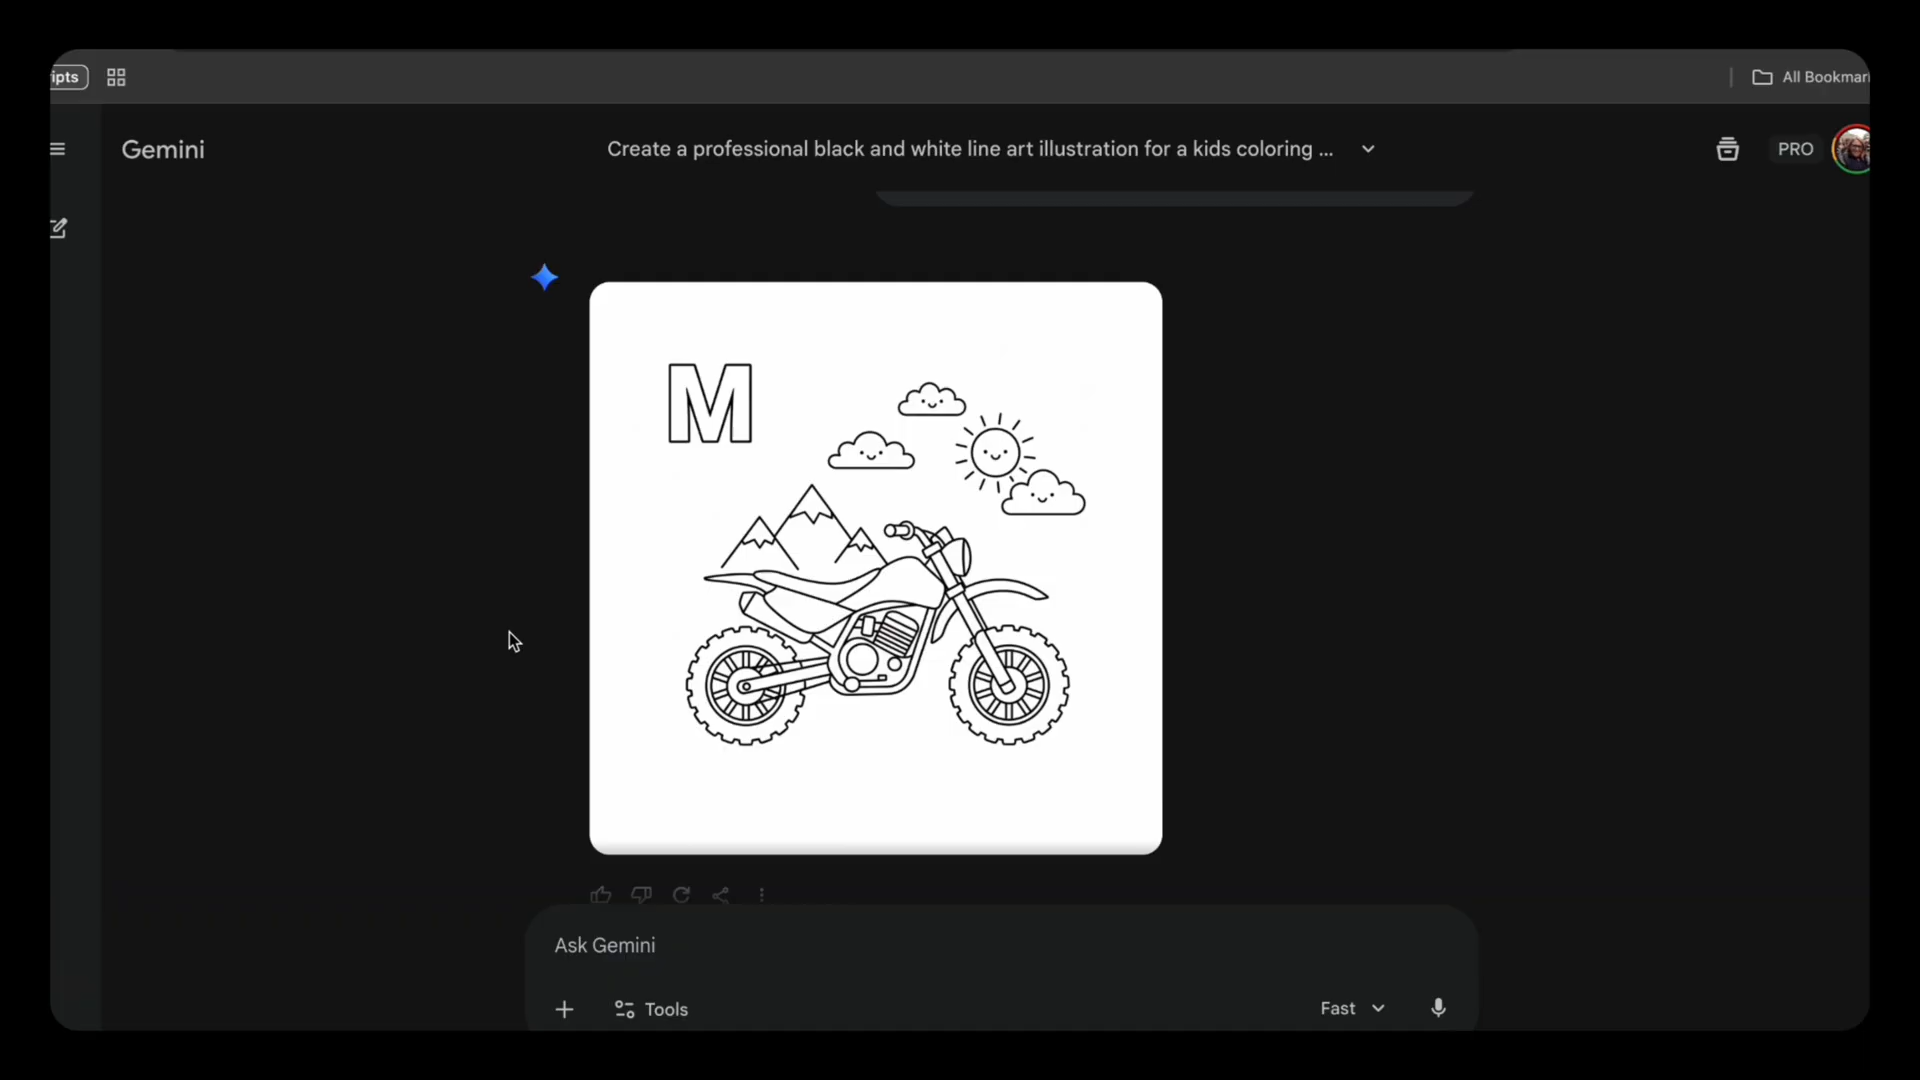 ipts
All Bookmar
Gemini
Create a professional black and white line art illustration for a kids coloring ...
PRO
M
Ask Gemini
Tools
Fast